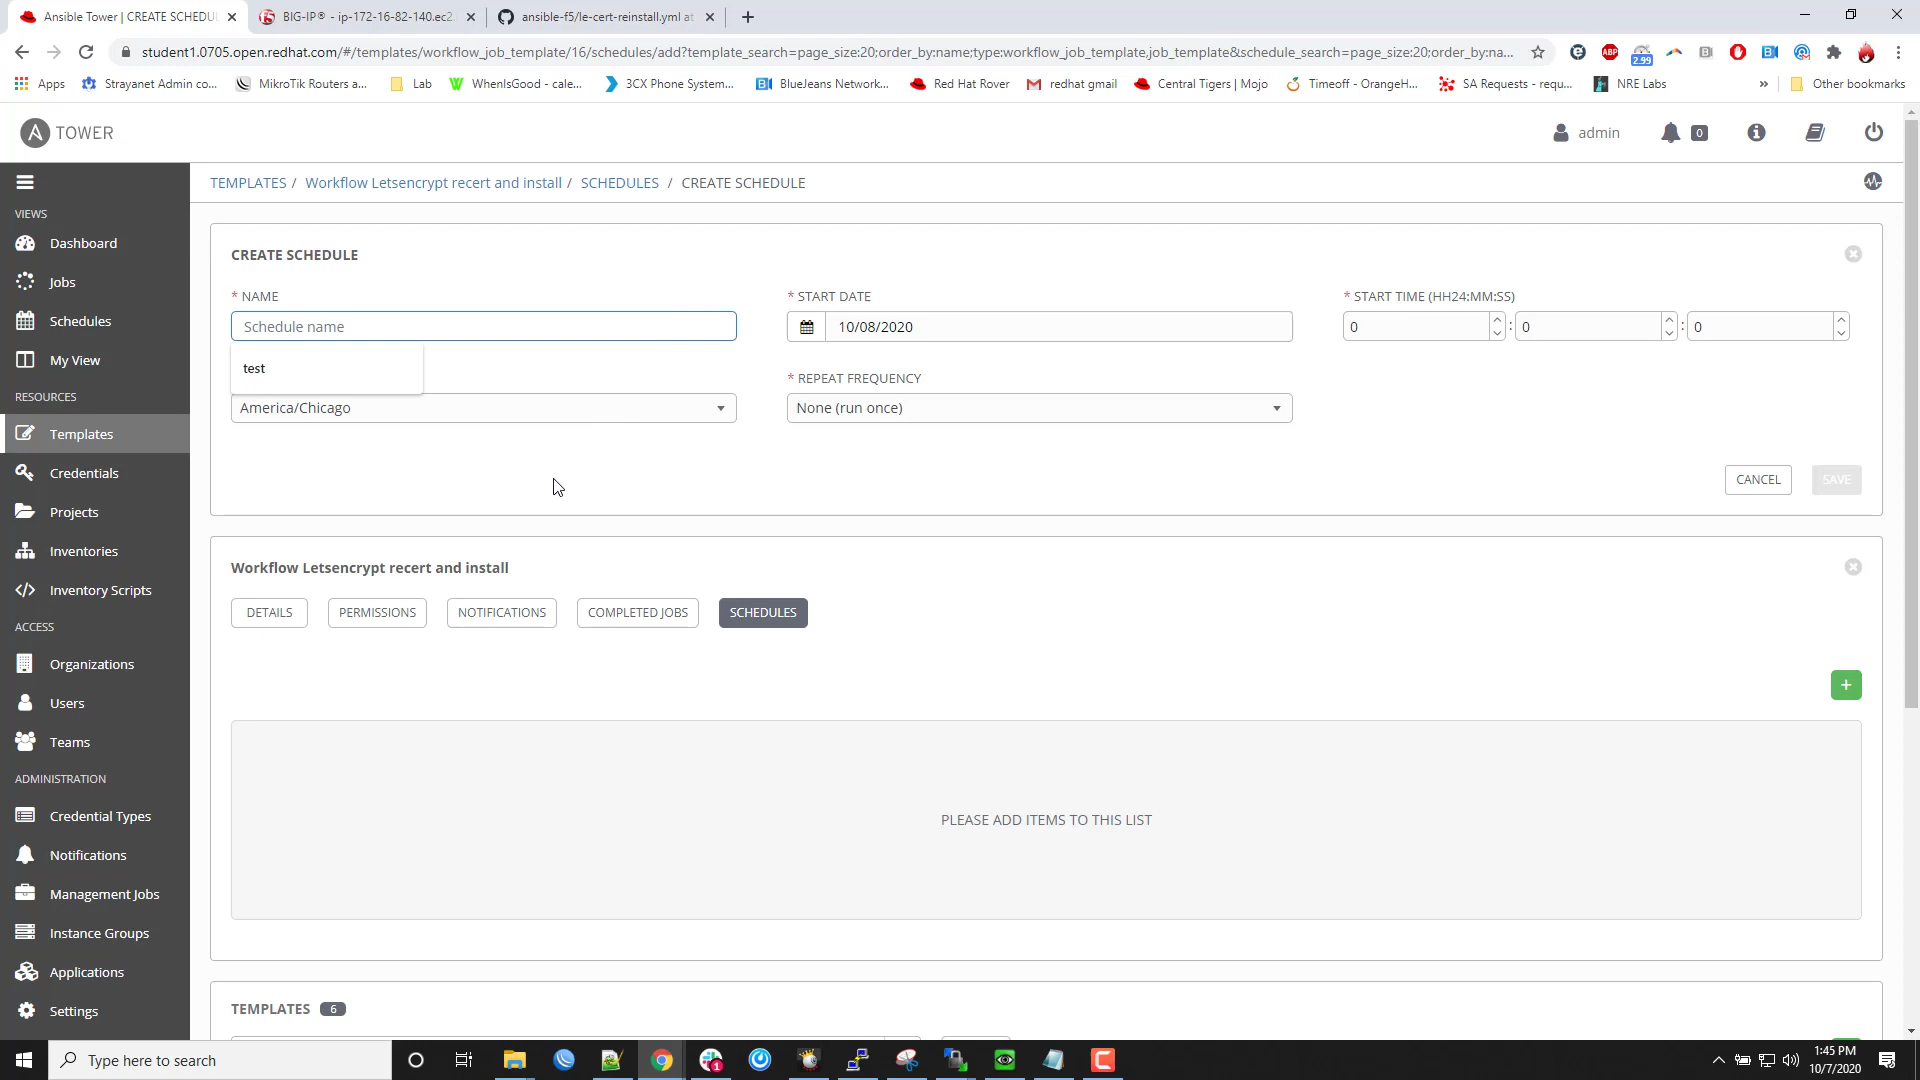 Ansible Tower | CREATE SCHEDUL
BIG-IP® - ip-172-16-82-140.ec2.
ansible-f5/le-cert-reinstall.yml at
student1.0705.open.redhat.com/#/templates/workflow_job_template/16/schedules/add?template_search=page_size:20;order_by:name;type:workflow_job_template,job_template&schedule_search=page_size:20;order_by:na...
2.99
Apps
Strayanet Admin co...
MikroTik Routers a...
Lab
WhenIsGood - cale...
3CX Phone System...
BlueJeans Network...
Red Hat Rover
redhat gmail
Central Tigers | Mojo
Timeoff - OrangeH...
SA Requests - requ...
NRE Labs
»
Other bookmarks
A TOWER
admin
0
VIEWS
Dashboard
Jobs
Schedules
My View
RESOURCES
Templates
Credentials
Projects
Inventories
Inventory Scripts
ACCESS
Organizations
Users
Teams
ADMINISTRATION
Credential Types
Notifications
Management Jobs
Instance Groups
Applications
Settings
TEMPLATES / Workflow Letsencrypt recert and install / SCHEDULES / CREATE SCHEDULE
CREATE SCHEDULE
* NAME
Schedule name
test
America/Chicago
* START DATE
10/08/2020
* REPEAT FREQUENCY
None (run once)
* START TIME (HH24:MM:SS)
0 : 0 : 0
CANCEL
SAVE
Workflow Letsencrypt recert and install
DETAILS
PERMISSIONS
NOTIFICATIONS
COMPLETED JOBS
SCHEDULES
+
PLEASE ADD ITEMS TO THIS LIST
TEMPLATES 6
Type here to search
1
1:45 PM
10/7/2020